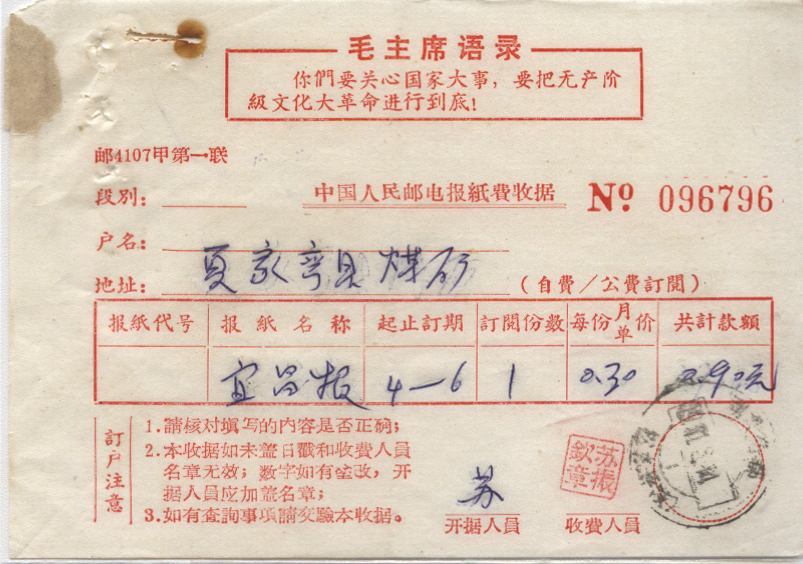 毛主席语录
你們要关心国家大事，要把无产阶
級文化大革命进行到底！
邮4107甲第一联
段别：
中国人民邮电报紙費收据
№ 096796
户名：
地址：
夏家湾县煤矿
（自費／公費訂閱）
报紙代号 报紙名称 起止訂期 訂閱份数 每份月单价 共計款額
宜昌报 4—6 1 0.30 0.90元
訂户注意
1.請核对填写的内容是否正确；
2.本收据如未盖日戳和收費人員
名章无效；数字如有塗改，开
据人員应加盖名章；
3.如有查詢事項請交驗本收据。
苏
苏振欽章
开据人員 收費人員